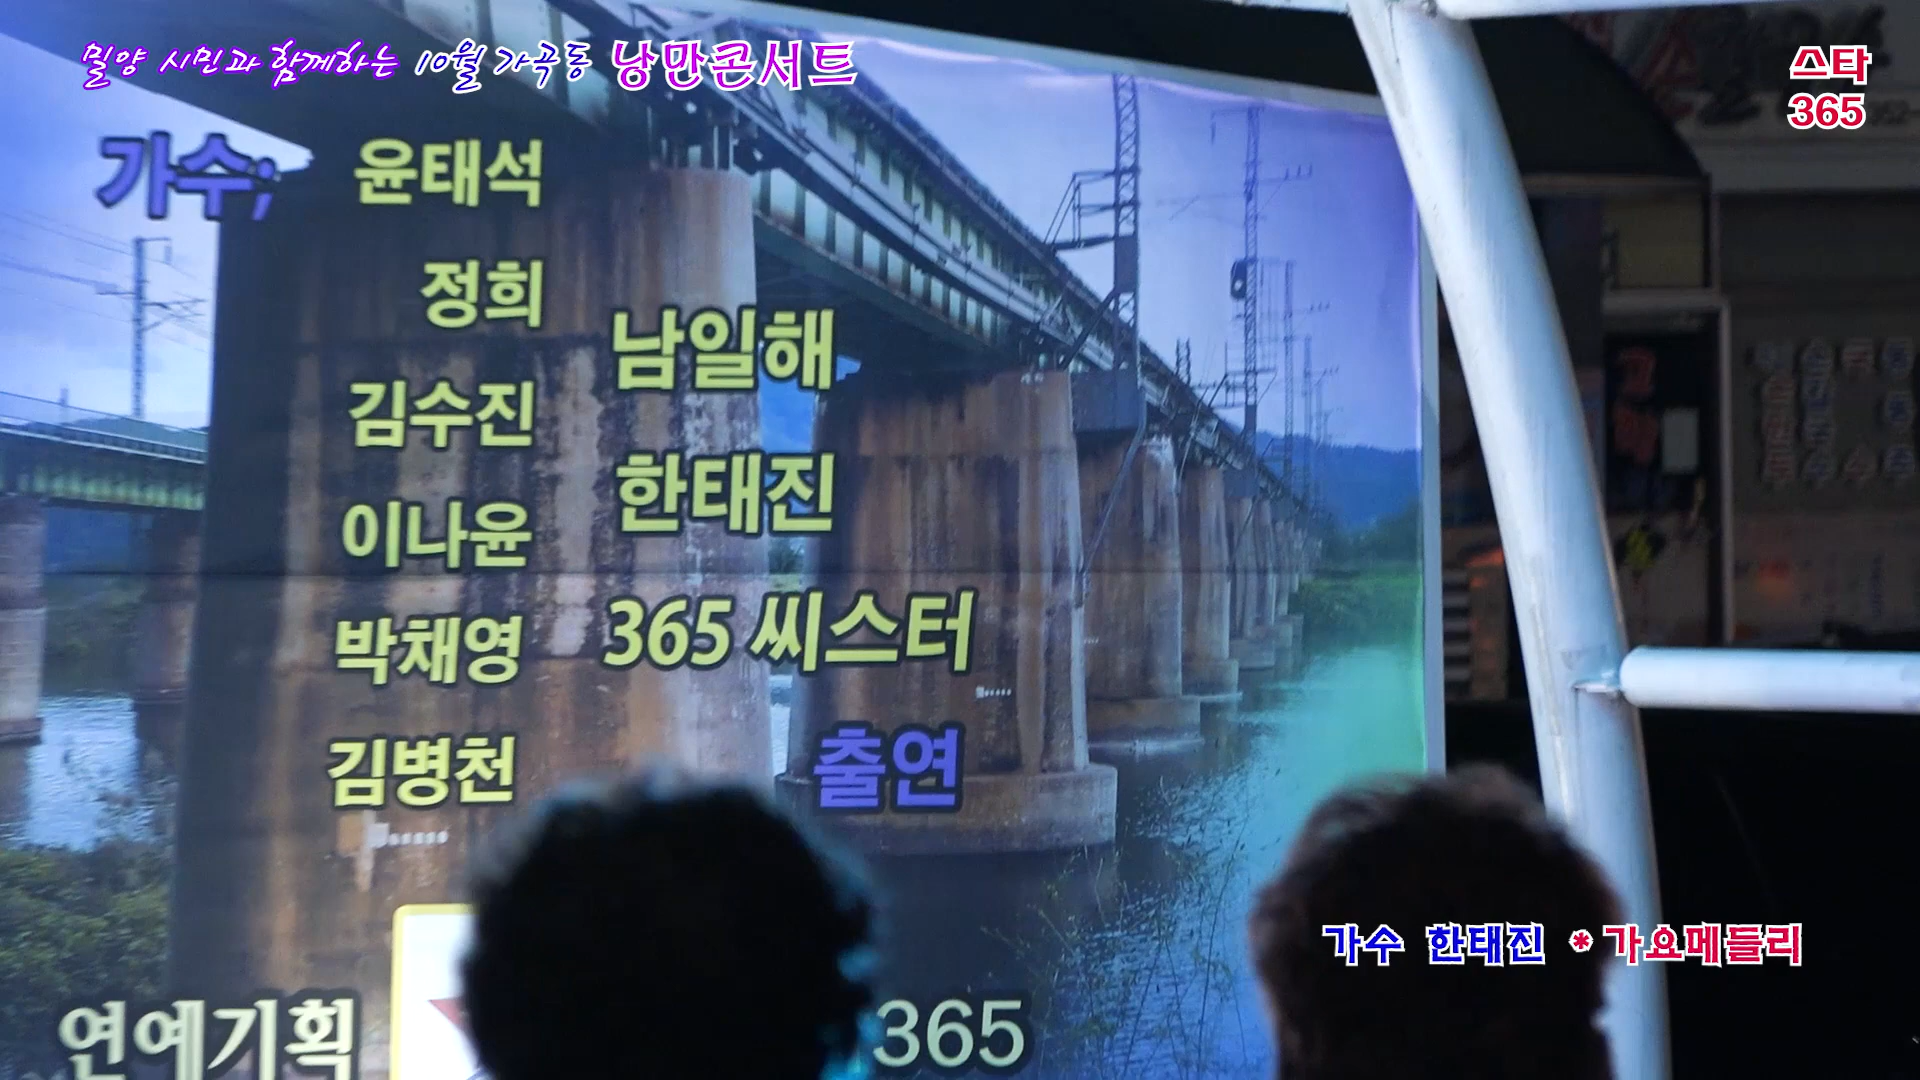 밀양 시민과 함께하는 10월 가곡동 낭만콘서트
스타
365
가수;
윤태석
정희
김수진
이나윤
박채영
김병천
남일해
한태진
365 씨스터
출연
가수 한태진 *가요메들리
연예기획
365